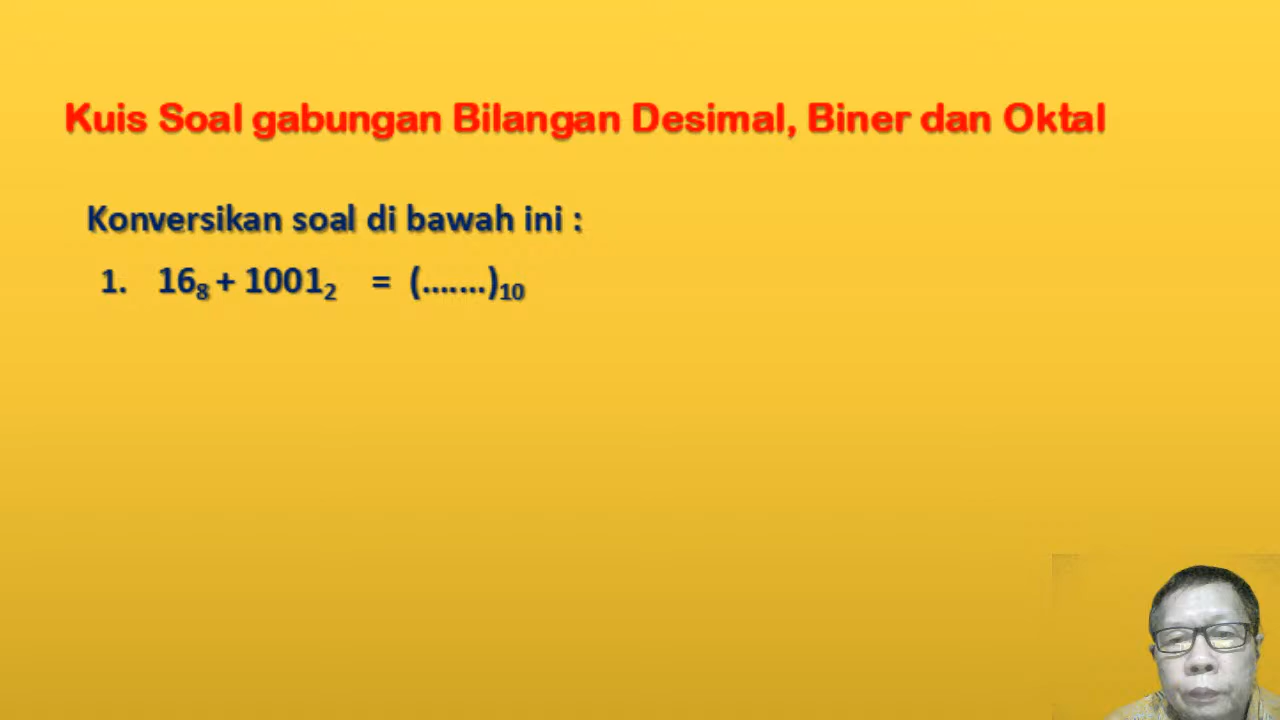 Kuis Soal gabungan Bilangan Desimal, Biner dan Oktal
Konversikan soal di bawah ini :
1. 16₈ + 1001₂ = (.......)₁₀